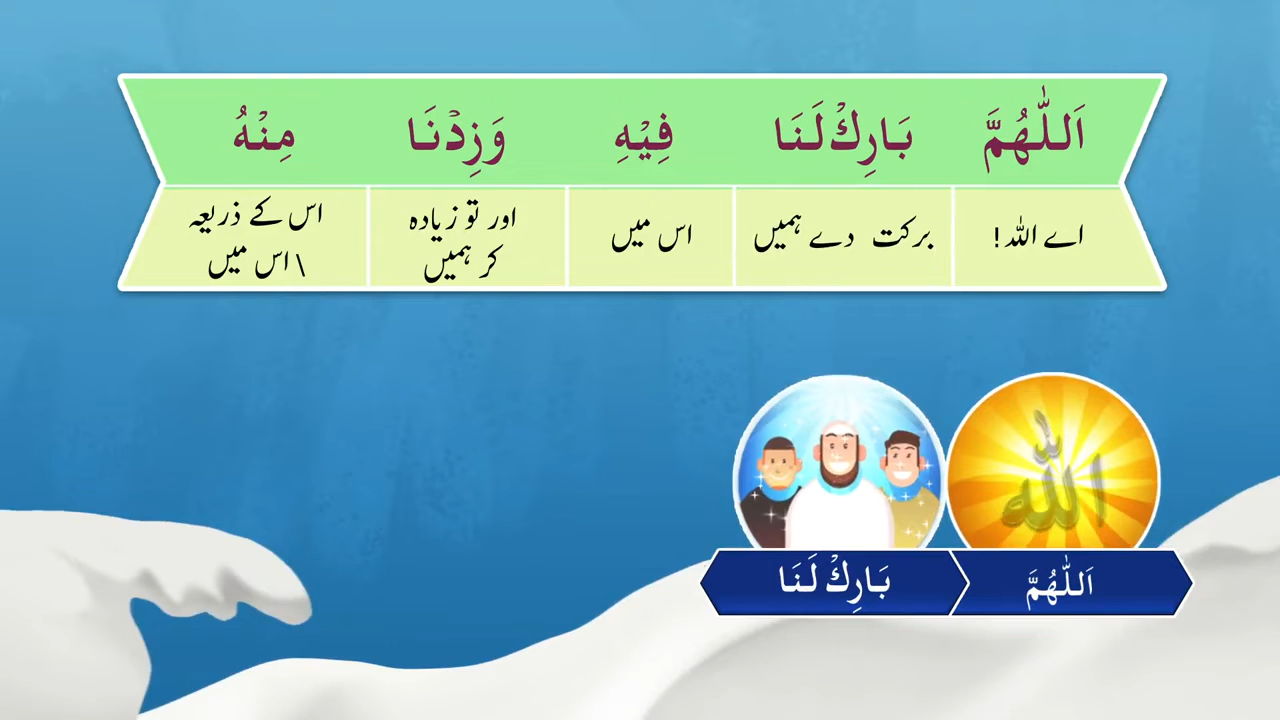 اَللّٰهُمَّ بَارِكْ لَنَا فِيْهِ وَزِدْنَا مِنْهُ
اے اللہ! برکت دے ہمیں اس میں اور تو زیادہ کر ہمیں اس کے ذریعہ \ اس میں
الله
اَللّٰهُمَّ بَارِكْ لَنَا